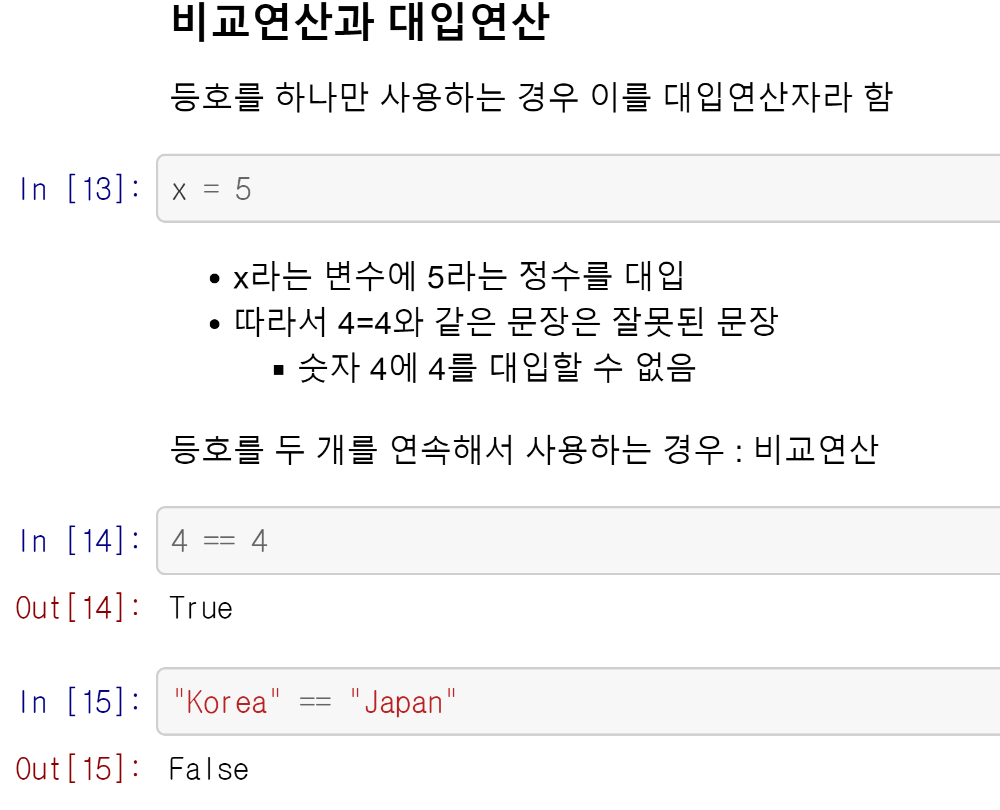 비교연산과 대입연산
등호를 하나만 사용하는 경우 이를 대입연산자라 함
In [13]: x = 5
• x라는 변수에 5라는 정수를 대입
• 따라서 4=4와 같은 문장은 잘못된 문장
▪ 숫자 4에 4를 대입할 수 없음
등호를 두 개를 연속해서 사용하는 경우 : 비교연산
In [14]: 4 == 4
Out[14]: True
In [15]: "Korea" == "Japan"
Out[15]: False